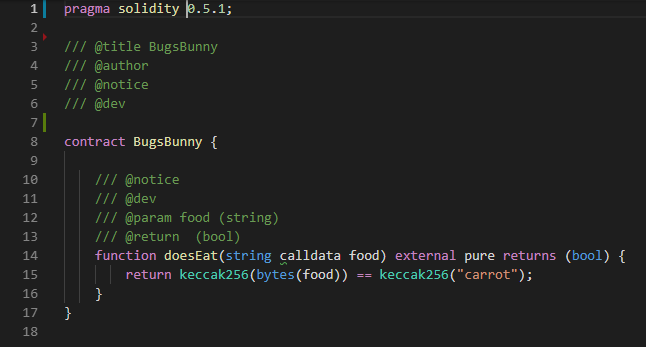 1 pragma solidity 0.5.1;
2
3 /// @title BugsBunny
4 /// @author
5 /// @notice
6 /// @dev
7
8 contract BugsBunny {
9
10     /// @notice
11     /// @dev
12     /// @param food (string)
13     /// @return  (bool)
14     function doesEat(string calldata food) external pure returns (bool) {
15         return keccak256(bytes(food)) == keccak256("carrot");
16     }
17 }
18